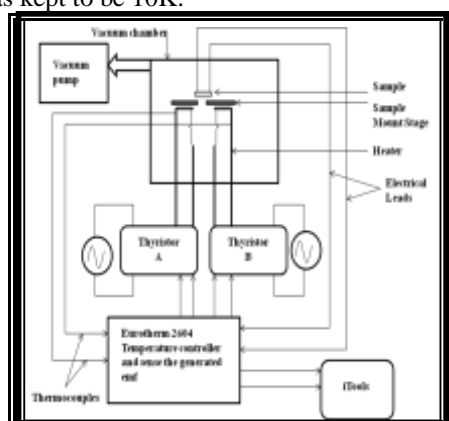 as kept to be 10K.
Vacuum chamber
Vacuum
pump
Sample
Sample
Mount Stage
Heater
Electrical
Leads
Thyristor
A
Thyristor
B
Eurotherm 2604
Temperature controller
and sense the generated
emf
Thermocouples
iTools